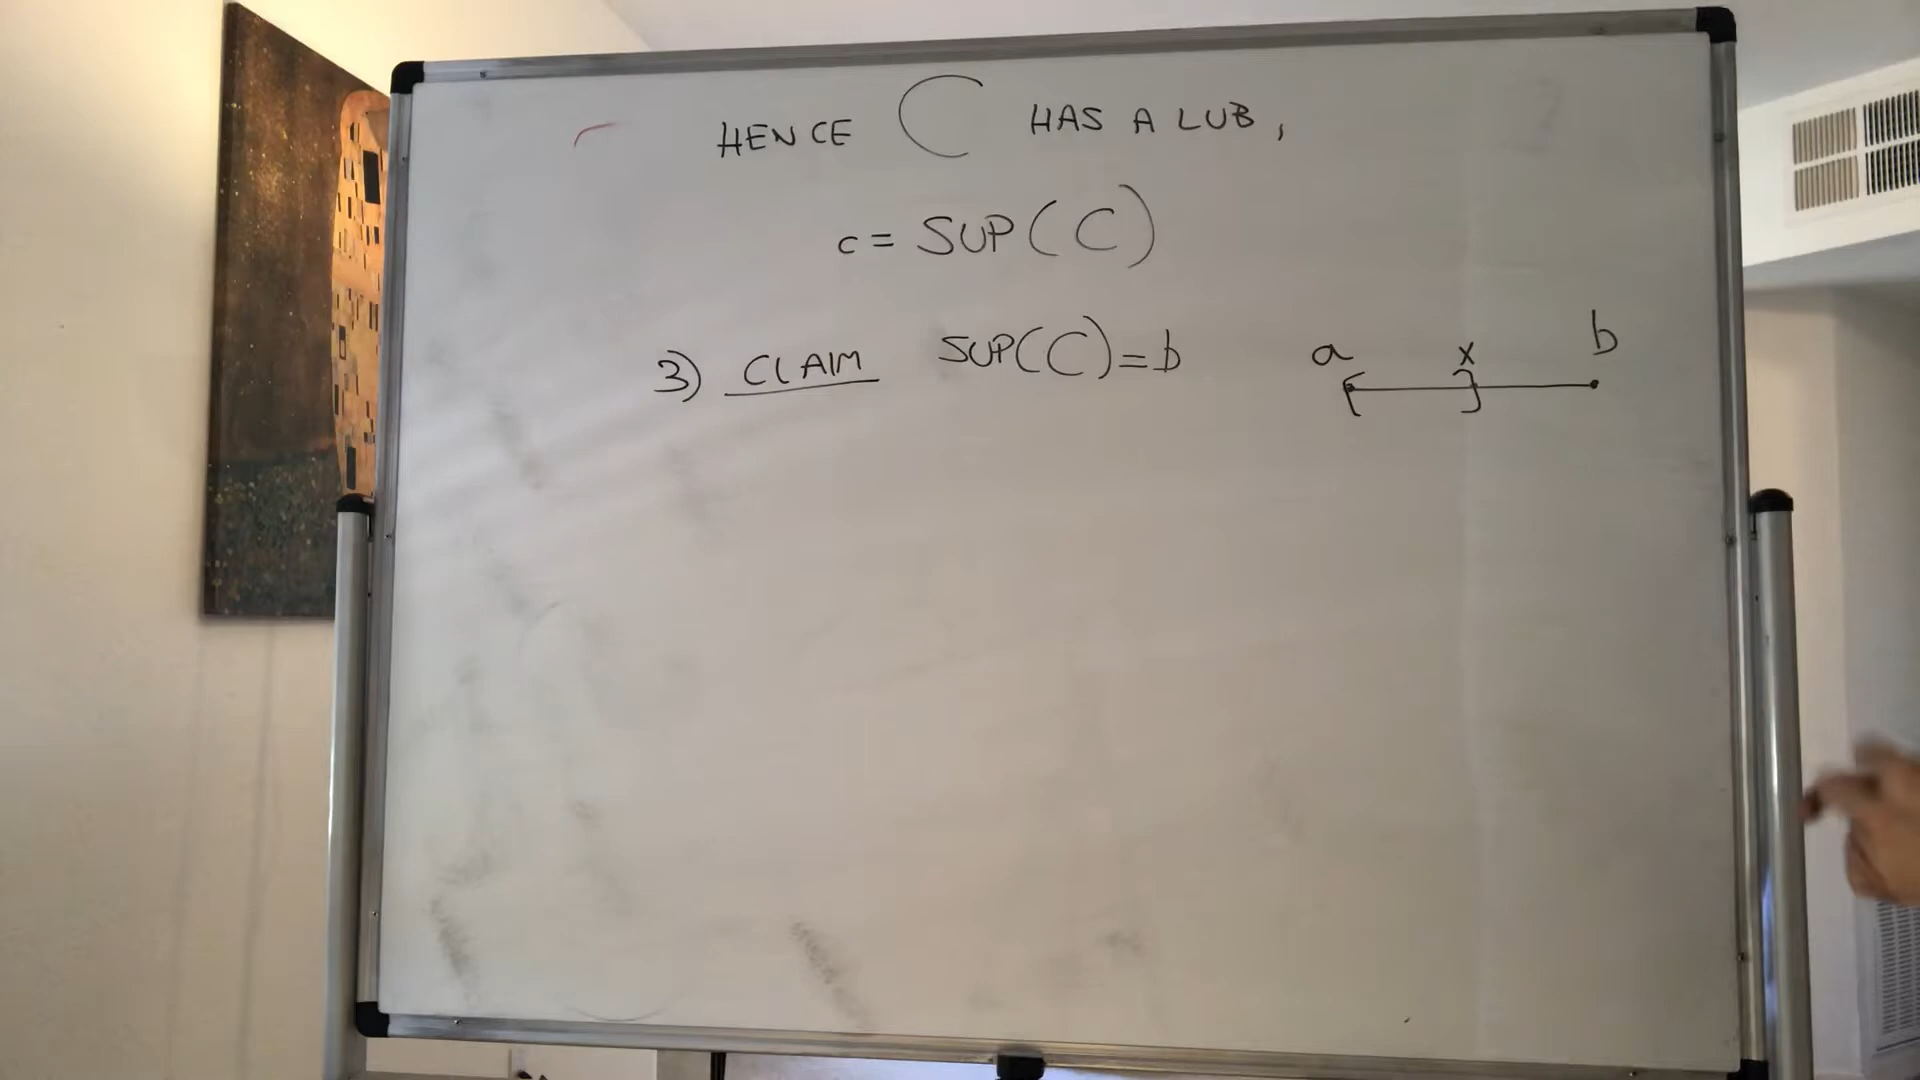 HENCE C HAS A LUB,
c = SUP(C)
3) CLAIM SUP(C)=b
a x b
[ ]